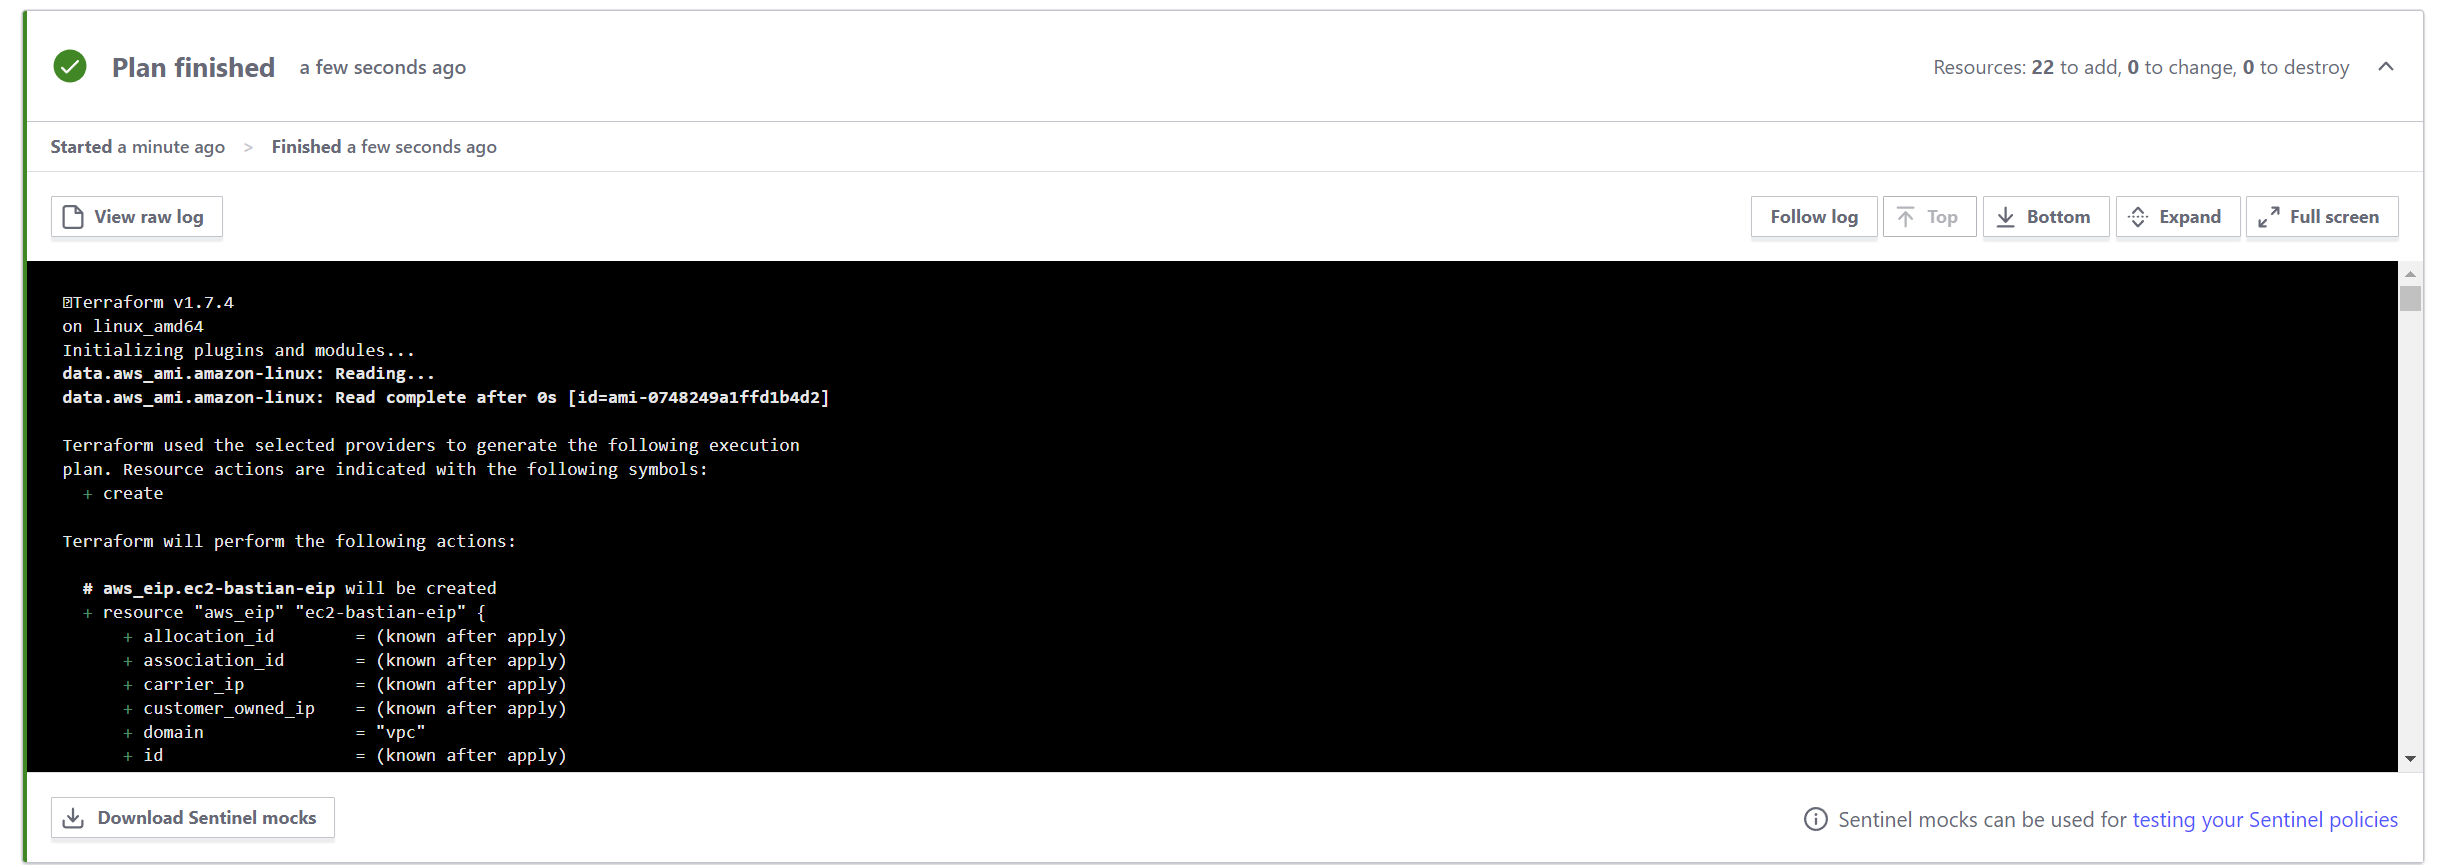 Plan finished a few seconds ago Resources: 22 to add, 0 to change, 0 to destroy
Started a minute ago > Finished a few seconds ago
View raw log Follow log Top Bottom Expand Full screen
Terraform v1.7.4
on linux_amd64
Initializing plugins and modules...
data.aws_ami.amazon-linux: Reading...
data.aws_ami.amazon-linux: Read complete after 0s [id=ami-0748249a1ffd1b4d2]
Terraform used the selected providers to generate the following execution
plan. Resource actions are indicated with the following symbols:
  + create
Terraform will perform the following actions:
  # aws_eip.ec2-bastian-eip will be created
  + resource "aws_eip" "ec2-bastian-eip" {
      + allocation_id        = (known after apply)
      + association_id       = (known after apply)
      + carrier_ip           = (known after apply)
      + customer_owned_ip    = (known after apply)
      + domain               = "vpc"
      + id                   = (known after apply)
Download Sentinel mocks Sentinel mocks can be used for testing your Sentinel policies